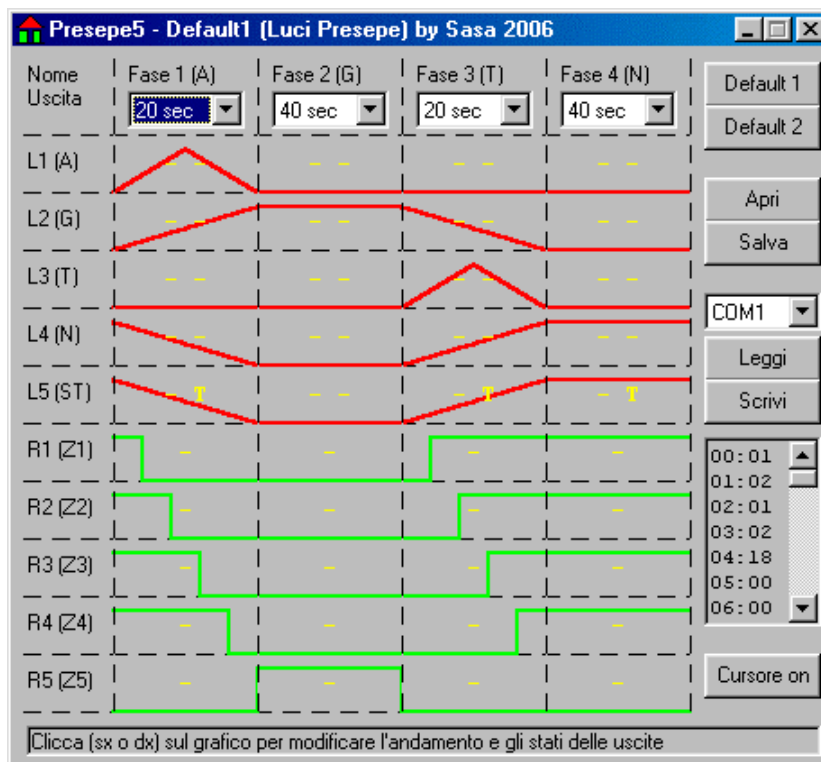 Presepe5 - Default1 (Luci Presepe) by Sasa 2006
Nome Uscita
Fase 1 (A)
Fase 2 (G)
Fase 3 (T)
Fase 4 (N)
20 sec
40 sec
20 sec
40 sec
Default 1
Default 2
L1 (A)
- -
- -
- -
- -
Apri
L2 (G)
- -
- -
- -
- -
Salva
L3 (T)
- -
- -
- -
- -
COM1
L4 (N)
- -
- -
- -
- -
Leggi
L5 (ST)
- T
- -
- T
- T
Scrivi
R1 (Z1)
-
-
-
-
00:01
01:02
R2 (Z2)
-
-
-
-
02:01
03:02
R3 (Z3)
-
-
-
-
04:18
05:00
R4 (Z4)
-
-
-
-
06:00
R5 (Z5)
-
-
-
-
Cursore on
Clicca (sx o dx) sul grafico per modificare l'andamento e gli stati delle uscite